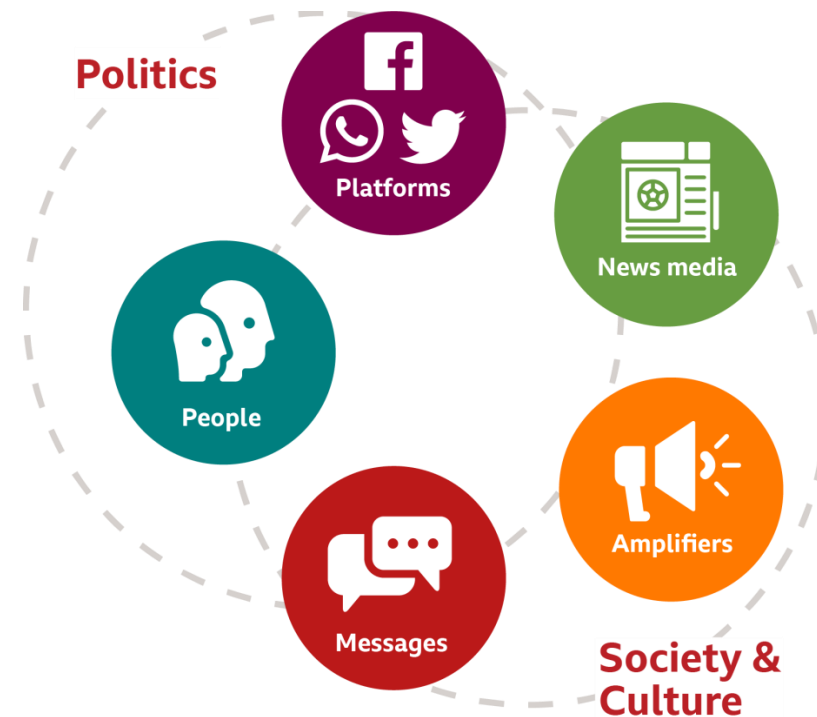 Politics
Platforms
News media
People
Amplifiers
Messages
Society &
Culture